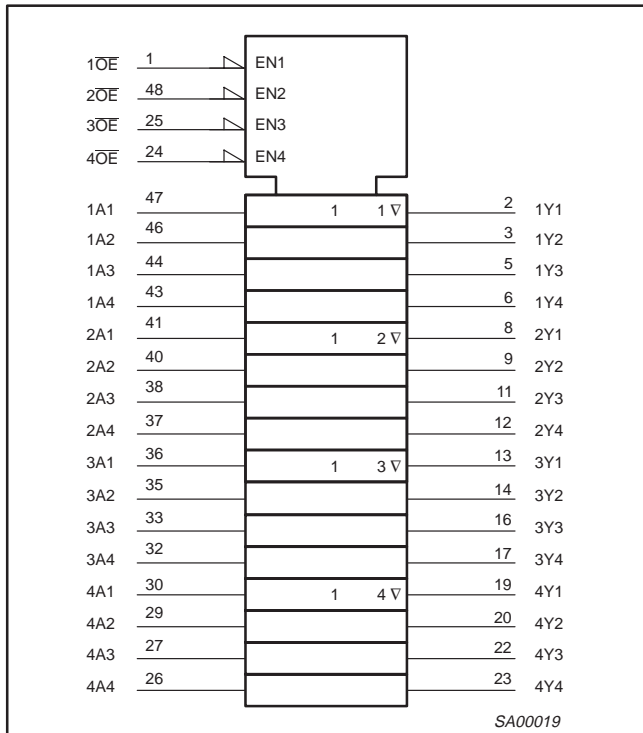 1O̅E̅ 1 EN1
2O̅E̅ 48 EN2
3O̅E̅ 25 EN3
4O̅E̅ 24 EN4
1A1 47 1 1 ∇ 2 1Y1
1A2 46 3 1Y2
1A3 44 5 1Y3
1A4 43 6 1Y4
2A1 41 1 2 ∇ 8 2Y1
2A2 40 9 2Y2
2A3 38 11 2Y3
2A4 37 12 2Y4
3A1 36 1 3 ∇ 13 3Y1
3A2 35 14 3Y2
3A3 33 16 3Y3
3A4 32 17 3Y4
4A1 30 1 4 ∇ 19 4Y1
4A2 29 20 4Y2
4A3 27 22 4Y3
4A4 26 23 4Y4
SA00019